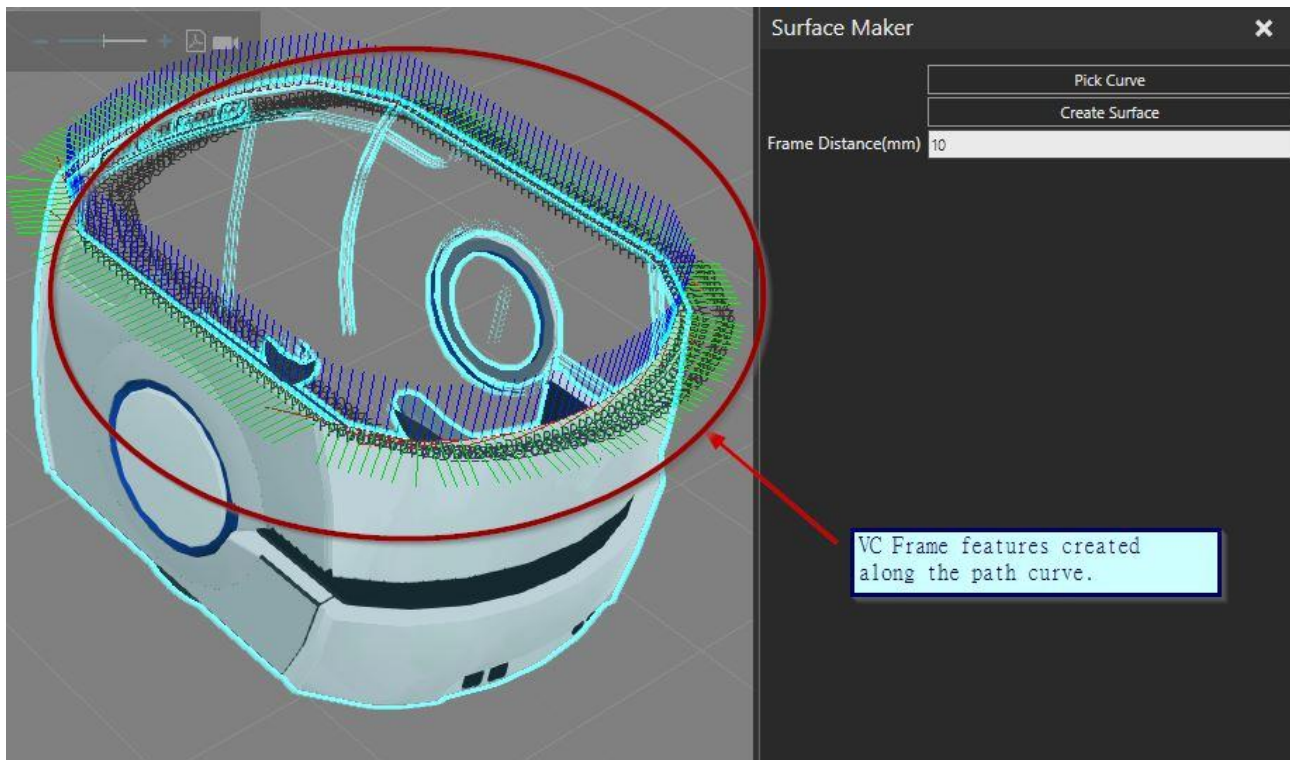 Surface Maker
Pick Curve
Create Surface
Frame Distance(mm) 10
VC Frame features created
along the path curve.